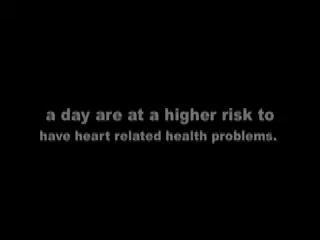 a day are at a higher risk to
have heart related health problems.